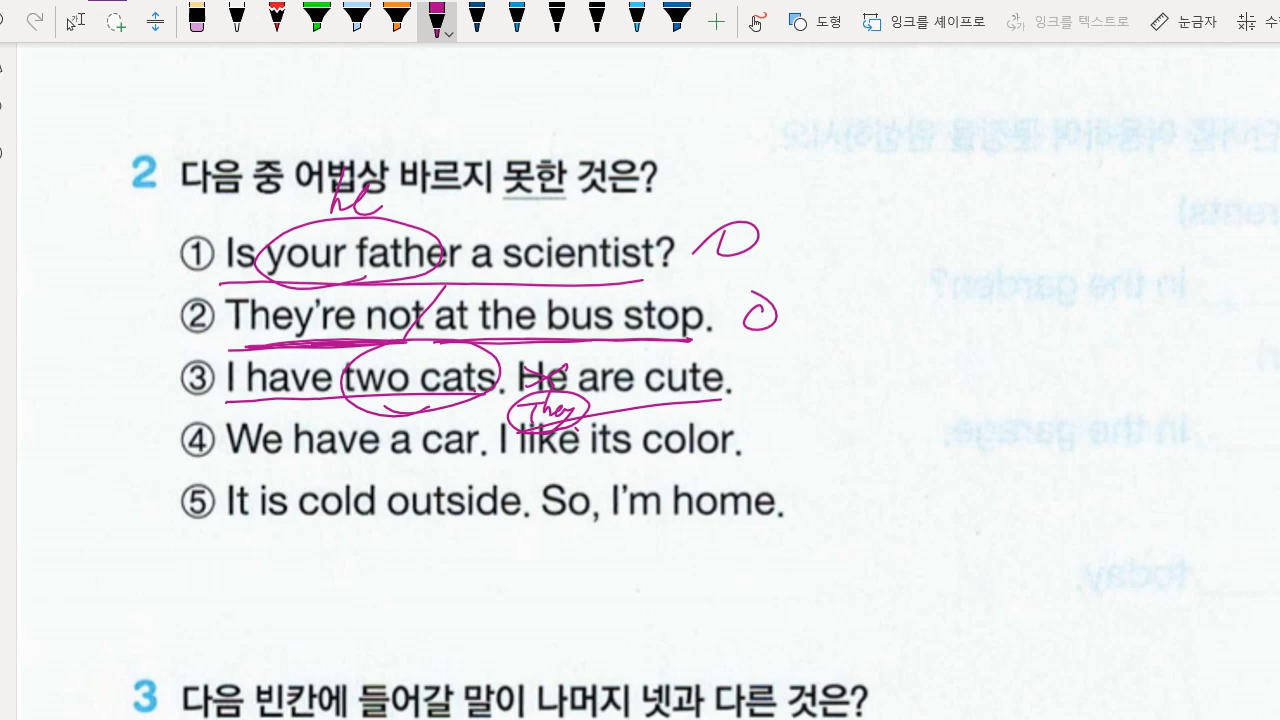 도형 잉크를 셰이프로 잉크를 텍스트로 눈금자 수
2 다음 중 어법상 바르지 못한 것은?
he
① Is your father a scientist?
② They're not at the bus stop.
③ I have two cats. He are cute.
They
④ We have a car. I like its color.
⑤ It is cold outside. So, I'm home.
3 다음 빈칸에 들어갈 말이 나머지 넷과 다른 것은?